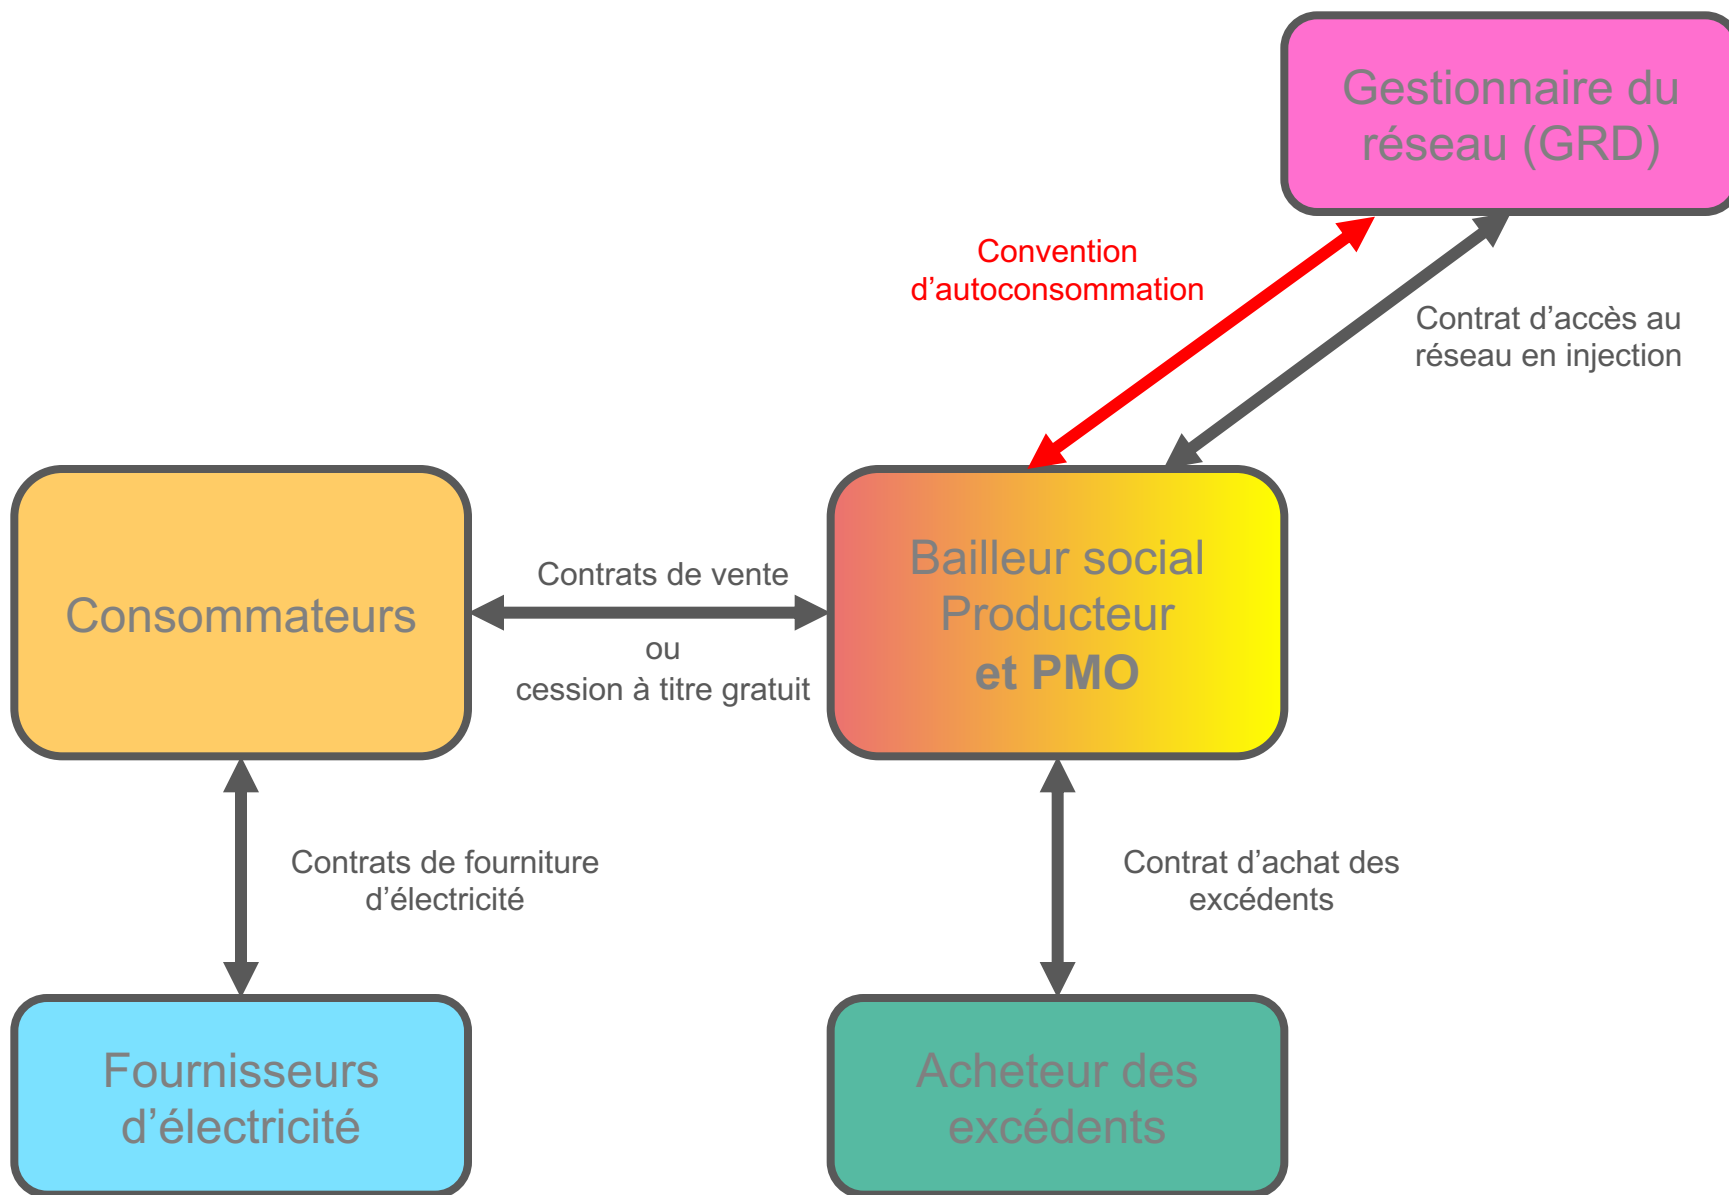 Gestionnaire du
réseau (GRD)
Convention
d’autoconsommation
Contrat d’accès au
réseau en injection
Consommateurs
Contrats de vente
ou
cession à titre gratuit
Bailleur social
Producteur
et PMO
Contrats de fourniture
d’électricité
Contrat d’achat des
excédents
Fournisseurs
d’électricité
Acheteur des
excédents